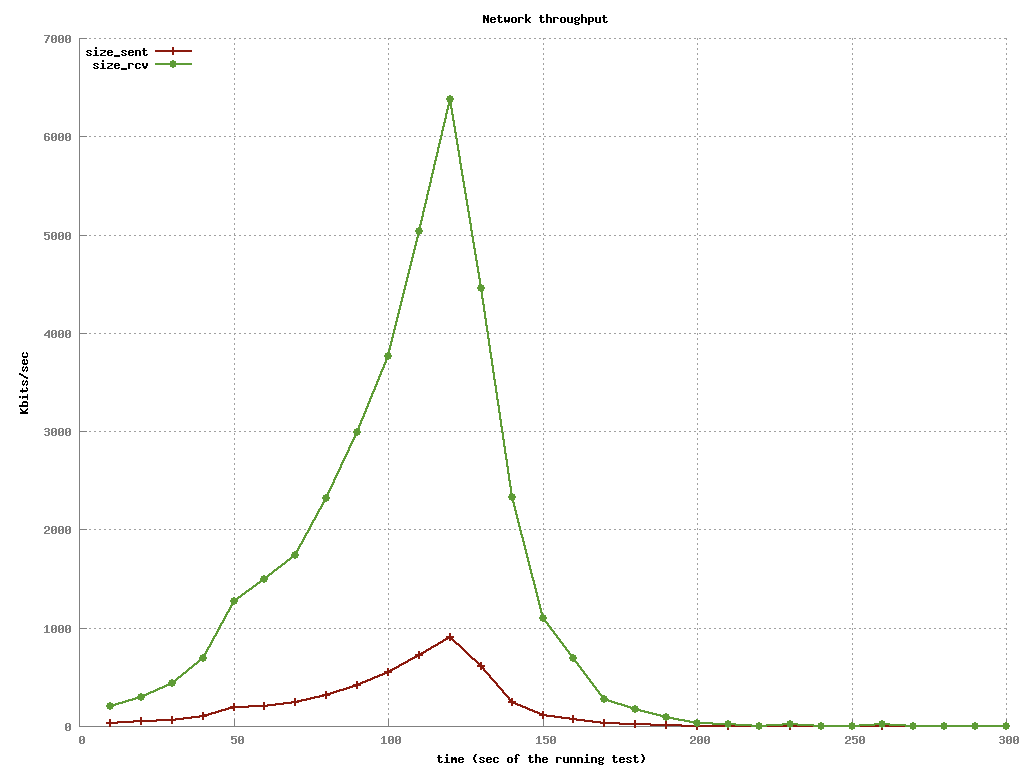 Network throughput
7000
size_sent
size_rcv
6000
5000
4000
Kbits/sec
3000
2000
1000
0
0 50 100 150 200 250 300
time (sec of the running test)